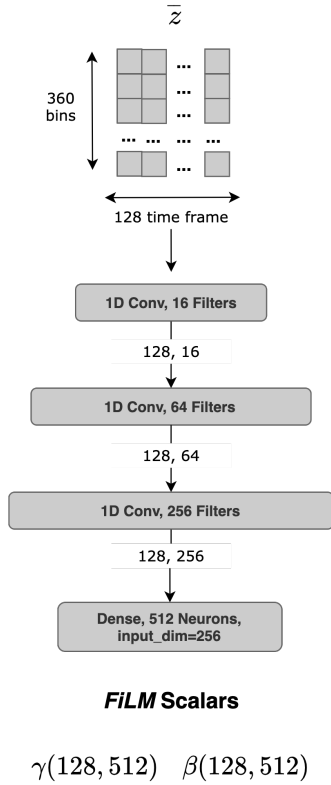 $\overline{z}$
360
bins
128 time frame
1D Conv, 16 Filters
128, 16
1D Conv, 64 Filters
128, 64
1D Conv, 256 Filters
128, 256
Dense, 512 Neurons,
input_dim=256
FiLM Scalars
γ(128, 512) β(128, 512)